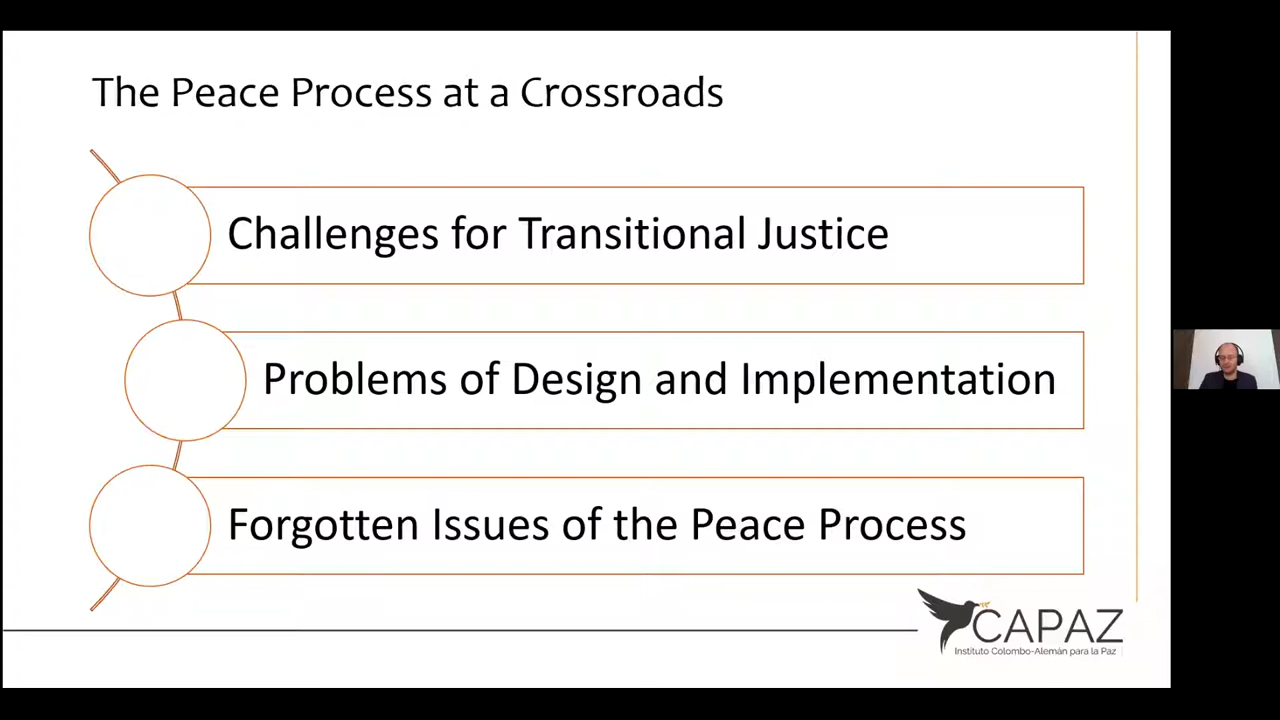 The Peace Process at a Crossroads
Challenges for Transitional Justice
Problems of Design and Implementation
Forgotten Issues of the Peace Process
CAPAZ
Instituto Colombo-Alemán para la Paz